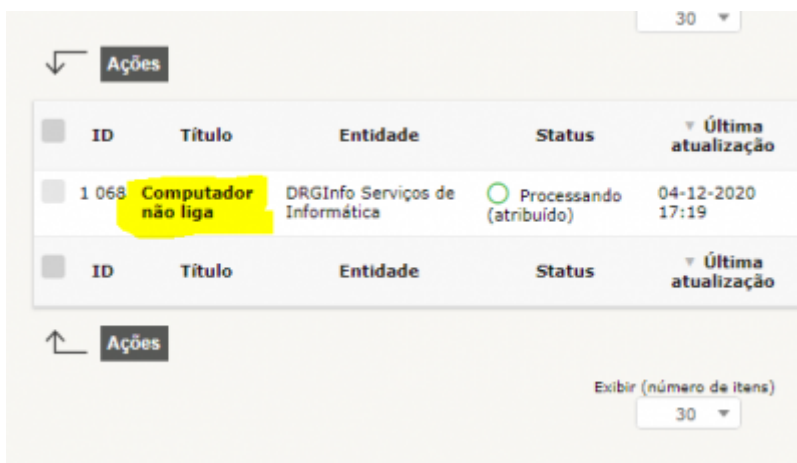 30
Ações
ID Título Entidade Status Última atualização
1 068 Computador não liga DRGInfo Serviços de Informática Processando (atribuído) 04-12-2020 17:19
ID Título Entidade Status Última atualização
Ações
Exibir (número de itens)
30